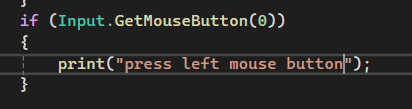 }
if (Input.GetMouseButton(0))
{
print("press left mouse button");
}